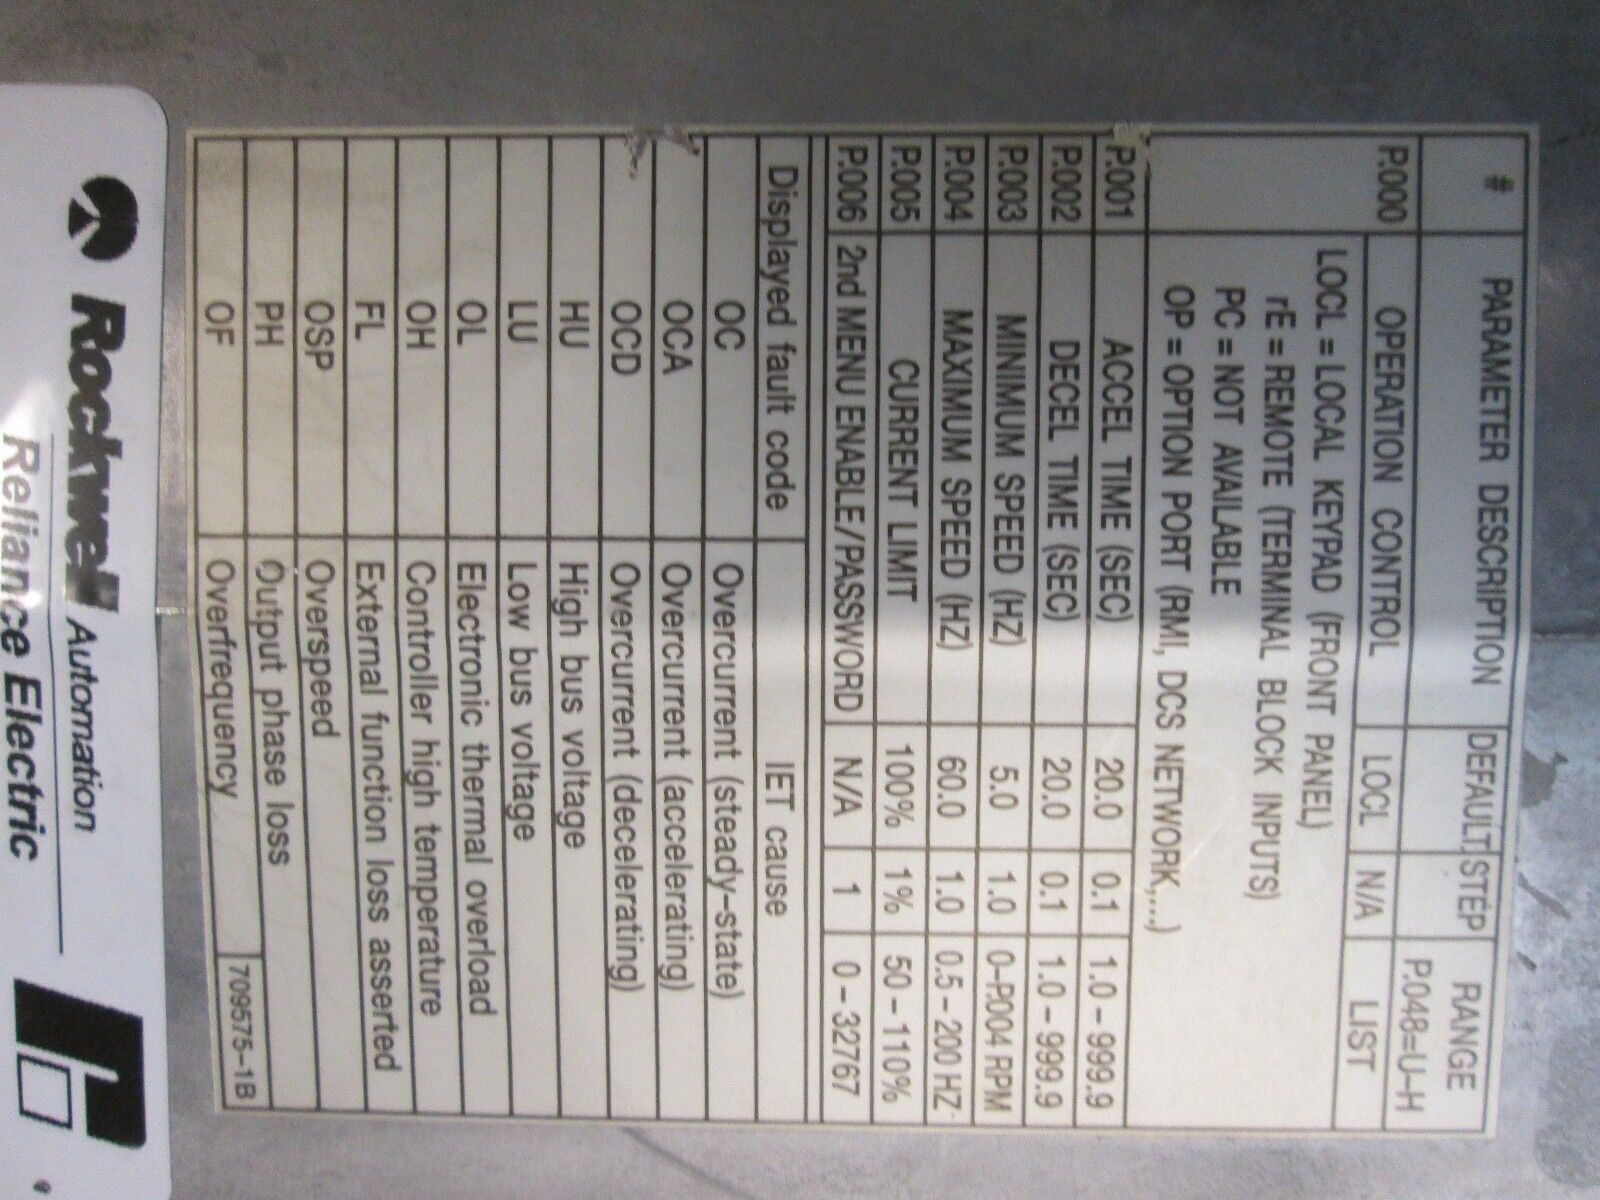 # PARAMETER DESCRIPTION DEFAULT STEP RANGE
P.048=U-H
P.000 OPERATION CONTROL LOCL N/A LIST
LOCL = LOCAL KEYPAD (FRONT PANEL)
rE = REMOTE (TERMINAL BLOCK INPUTS)
PC = NOT AVAILABLE
OP = OPTION PORT (RMI, DCS NETWORK,...)
P.001 ACCEL TIME (SEC) 20.0 0.1 1.0 - 999.9
P.002 DECEL TIME (SEC) 20.0 0.1 1.0 - 999.9
P.003 MINIMUM SPEED (HZ) 5.0 1.0 0-P.004 RPM
P.004 MAXIMUM SPEED (HZ) 60.0 1.0 0.5 - 200 HZ
P.005 CURRENT LIMIT 100% 1% 50 - 110%
P.006 2nd MENU ENABLE/PASSWORD N/A 1 0 - 32767
Displayed fault code IET cause
OC Overcurrent (steady-state)
OCA Overcurrent (accelerating)
OCD Overcurrent (decelerating)
HU High bus voltage
LU Low bus voltage
OL Electronic thermal overload
OH Controller high temperature
FL External function loss asserted
OSP Overspeed
PH Output phase loss
OF Overfrequency
709575-1B
Rockwell Automation
Reliance Electric